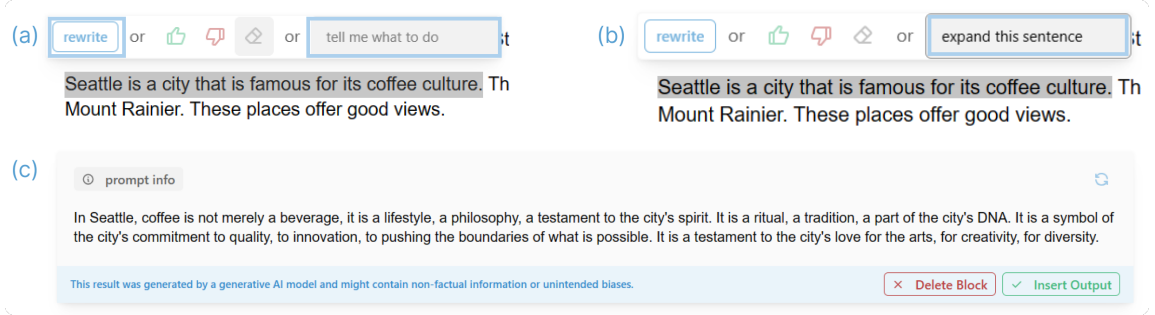 (a) rewrite or or tell me what to do st
Seattle is a city that is famous for its coffee culture. Th
Mount Rainier. These places offer good views.
(b) rewrite or or expand this sentence st
Seattle is a city that is famous for its coffee culture. Th
Mount Rainier. These places offer good views.
(c)
prompt info
In Seattle, coffee is not merely a beverage, it is a lifestyle, a philosophy, a testament to the city's spirit. It is a ritual, a tradition, a part of the city's DNA. It is a symbol of
the city's commitment to quality, to innovation, to pushing the boundaries of what is possible. It is a testament to the city's love for the arts, for creativity, for diversity.
This result was generated by a generative AI model and might contain non-factual information or unintended biases.
Delete Block Insert Output